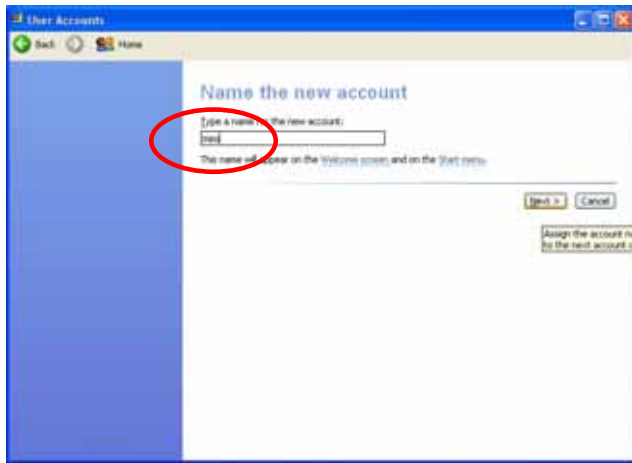 User Accounts
Back Home
Name the new account
Type a name for the new account:
This name will appear on the Welcome screen and on the Start menu.
Next > Cancel
Assign the account
to the next account